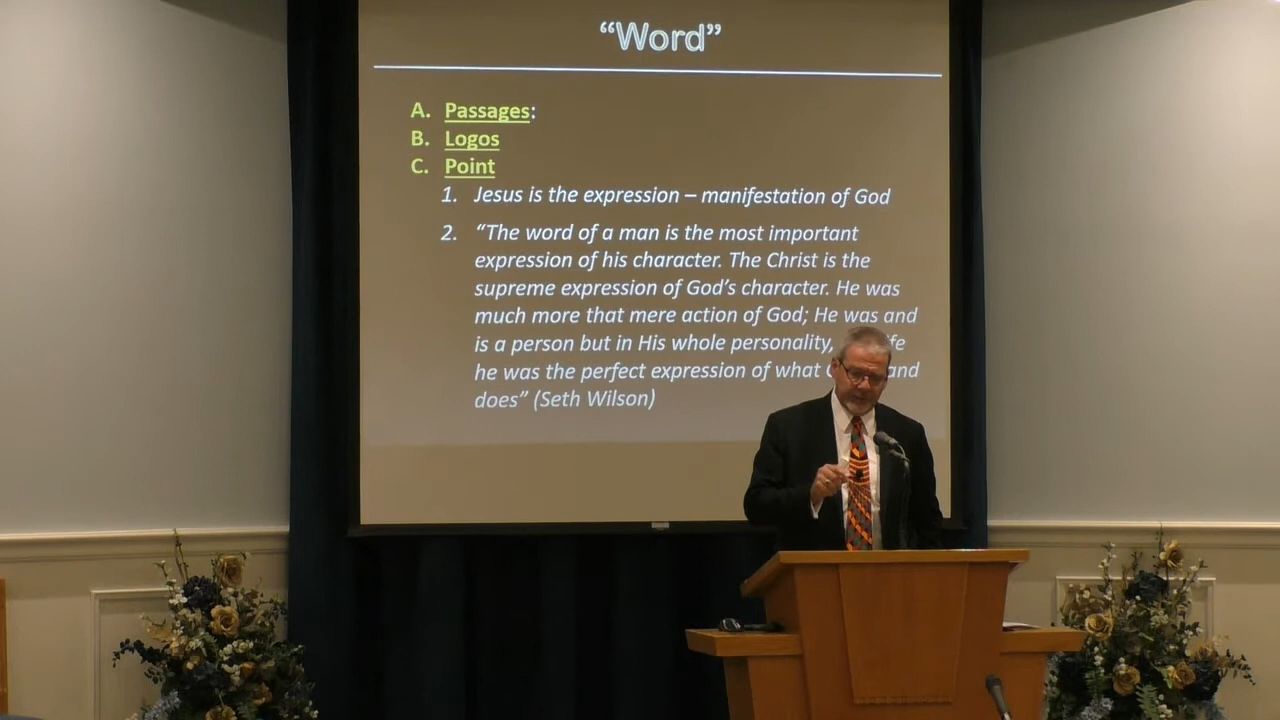 “Word”
A. Passages:
B. Logos
C. Point
1. Jesus is the expression – manifestation of God
2. “The word of a man is the most important
expression of his character. The Christ is the
supreme expression of God’s character. He was
much more that mere action of God; He was and
is a person but in His whole personality,
he was the perfect expression of what and
does” (Seth Wilson)